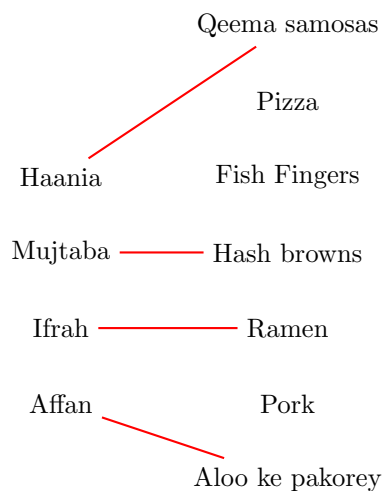 Qeema samosas
Pizza
Haania
Fish Fingers
Mujtaba
Hash browns
Ifrah
Ramen
Affan
Pork
Aloo ke pakorey